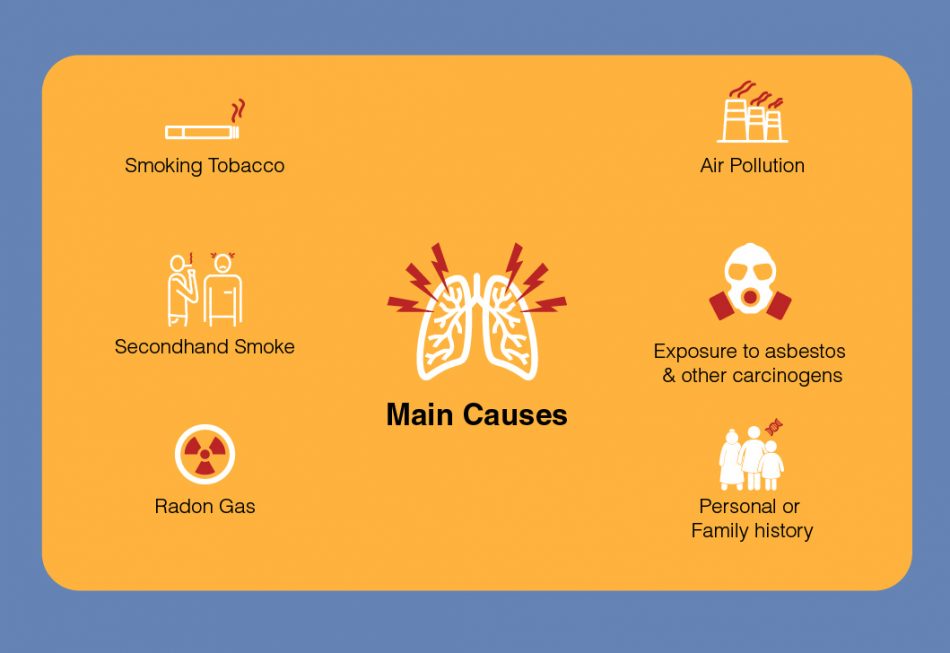 Smoking Tobacco
Air Pollution
Secondhand Smoke
Exposure to asbestos
& other carcinogens
Main Causes
Radon Gas
Personal or
Family history